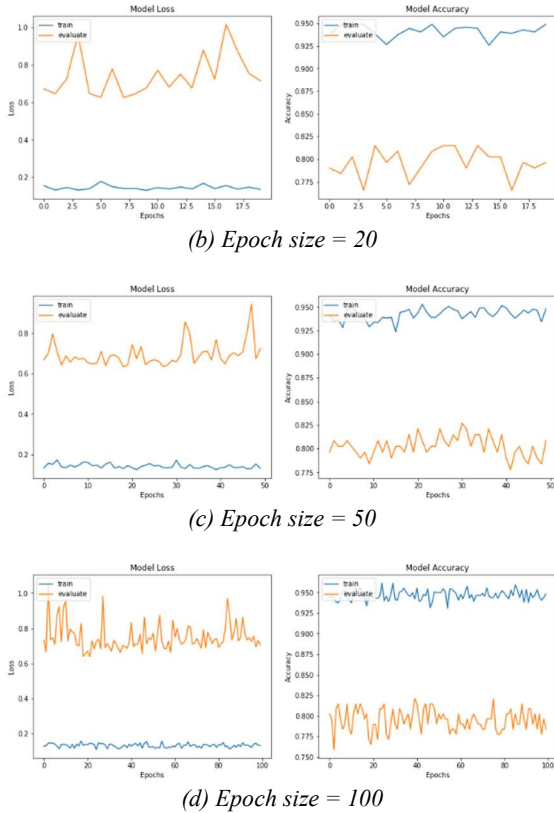 Model Loss
train
evaluate
1.0
0.8
0.6
0.4
0.2
Loss
0.0
2.5
5.0
7.5
10.0
12.5
15.0
17.5
Epochs
Model Accuracy
train
evaluate
0.950
0.925
0.900
0.875
0.850
0.825
0.800
0.775
Accuracy
0.0
2.5
5.0
7.5
10.0
12.5
15.0
17.5
Epochs
(b) Epoch size = 20
Model Loss
train
evaluate
0.8
0.6
0.4
0.2
Loss
0
10
20
30
40
50
Epochs
Model Accuracy
train
evaluate
0.950
0.925
0.900
0.875
0.850
0.825
0.800
0.775
Accuracy
0
10
20
30
40
50
Epochs
(c) Epoch size = 50
Model Loss
train
evaluate
1.0
0.8
0.6
0.4
0.2
Loss
0
20
40
60
80
100
Epochs
Model Accuracy
train
evaluate
0.950
0.925
0.900
0.875
0.850
0.825
0.800
0.775
0.750
Accuracy
0
20
40
60
80
100
Epochs
(d) Epoch size = 100